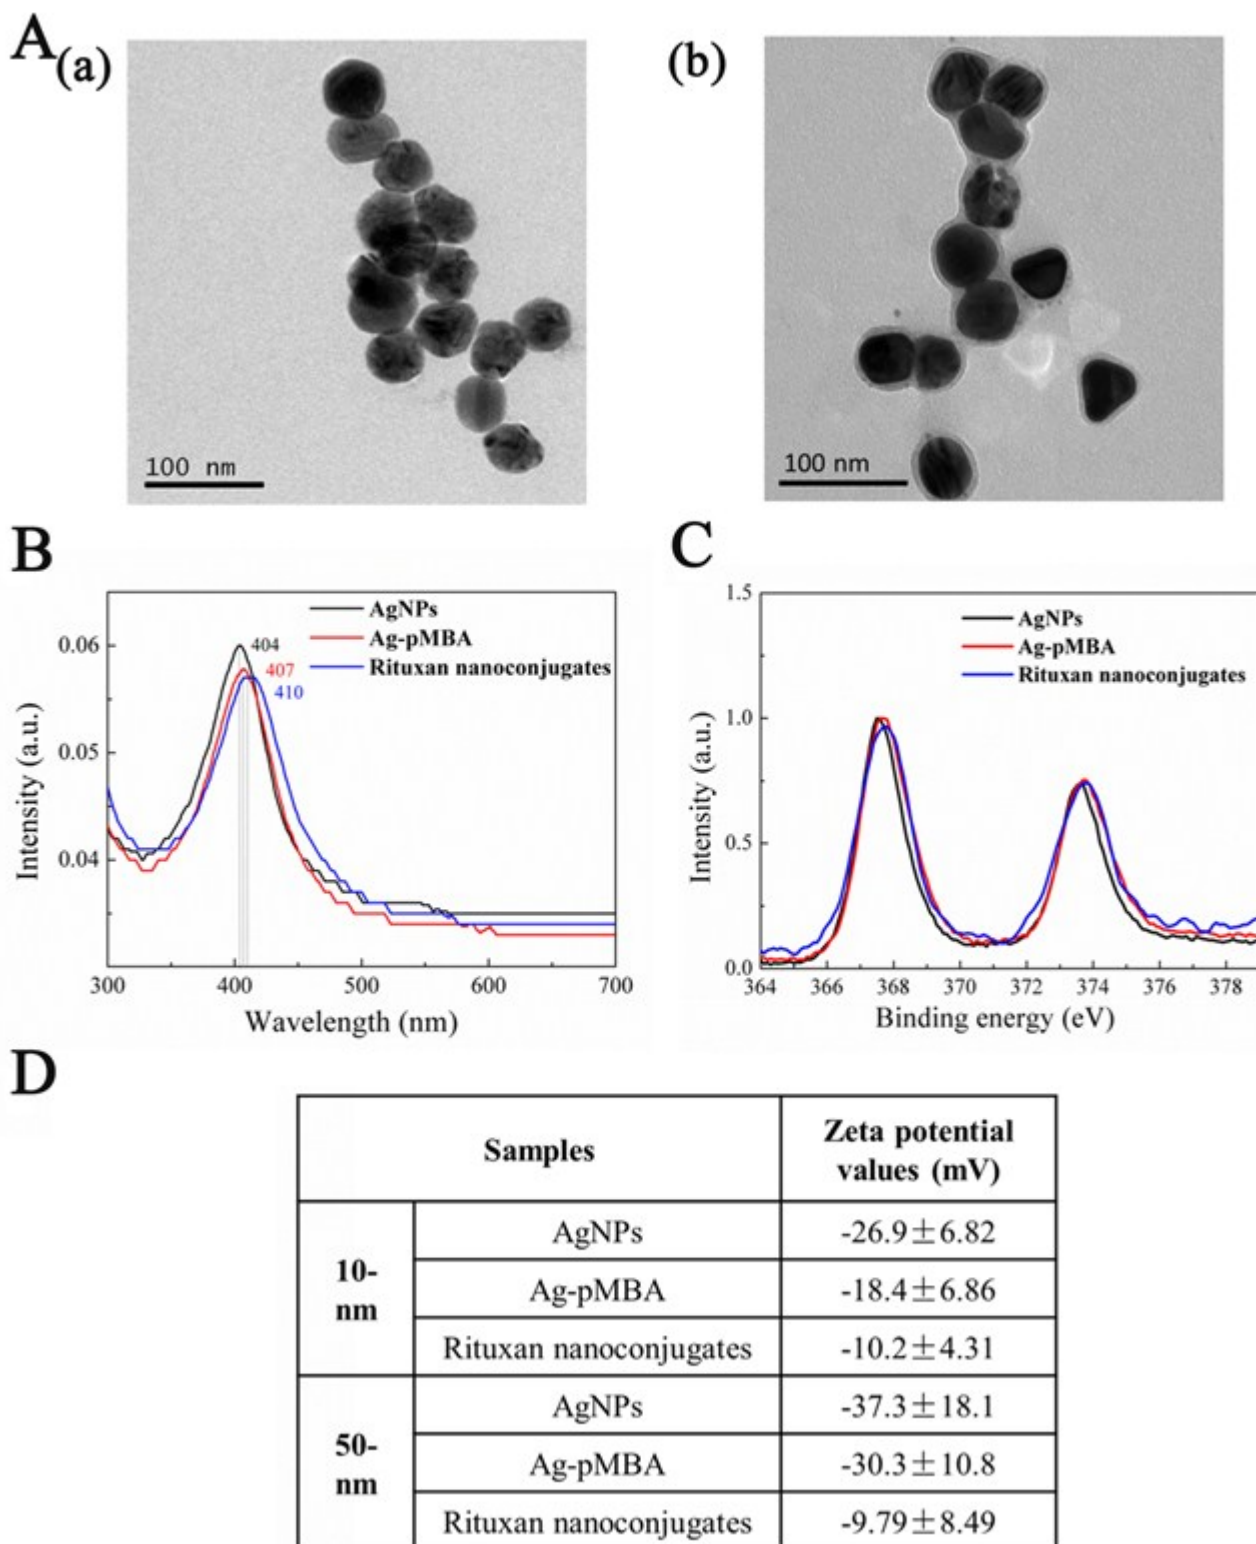 A
(a)
(b)
100 nm
100 nm
B
AgNPs
Ag-pMBA
Rituxan nanoconjugates
404
407
410
0.06
0.05
0.04
Intensity (a.u.)
300
400
500
600
700
Wavelength (nm)
C
AgNPs
Ag-pMBA
Rituxan nanoconjugates
1.5
1.0
0.5
0.0
Intensity (a.u.)
364
366
368
370
372
374
376
378
Binding energy (eV)
D
Samples
Zeta potential
values (mV)
10-
nm
AgNPs
-26.9±6.82
Ag-pMBA
-18.4±6.86
Rituxan nanoconjugates
-10.2±4.31
50-
nm
AgNPs
-37.3±18.1
Ag-pMBA
-30.3±10.8
Rituxan nanoconjugates
-9.79±8.49